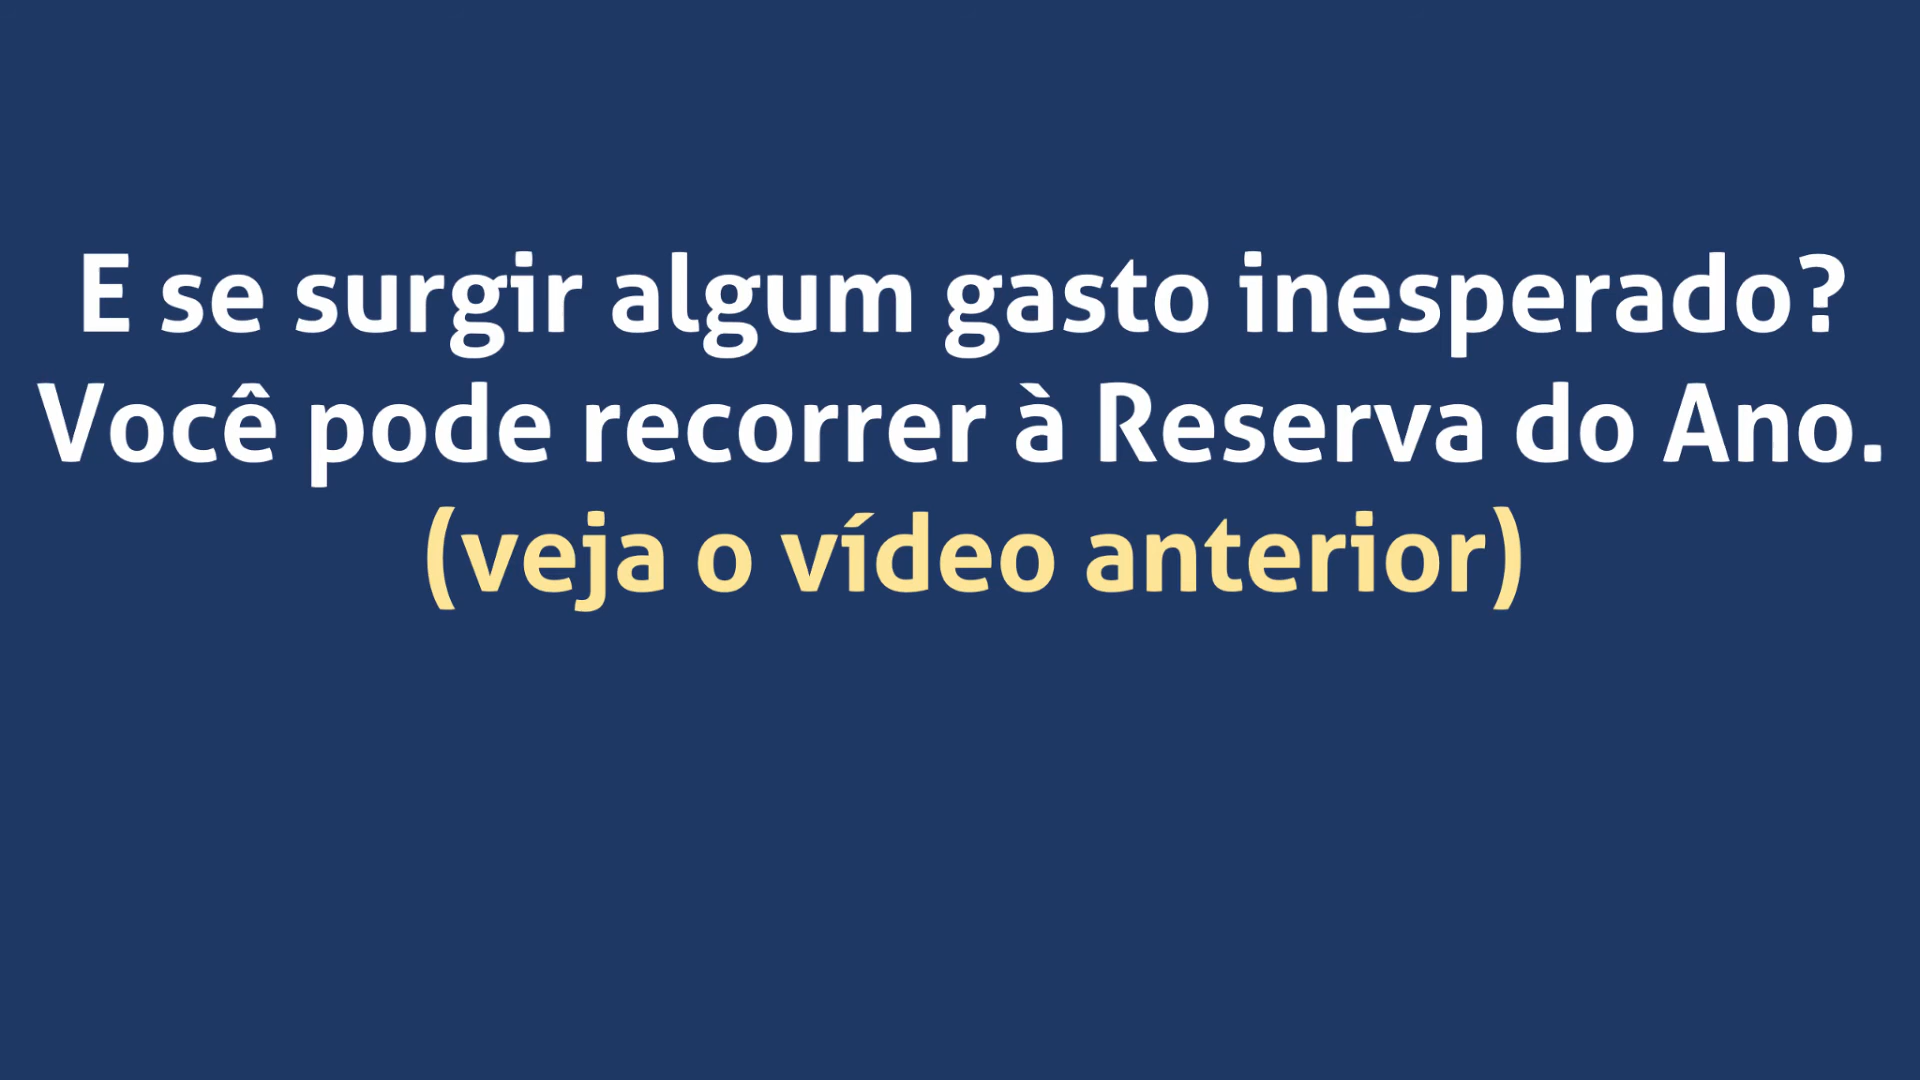 E se surgir algum gasto inesperado?
Você pode recorrer à Reserva do Ano.
(veja o vídeo anterior)